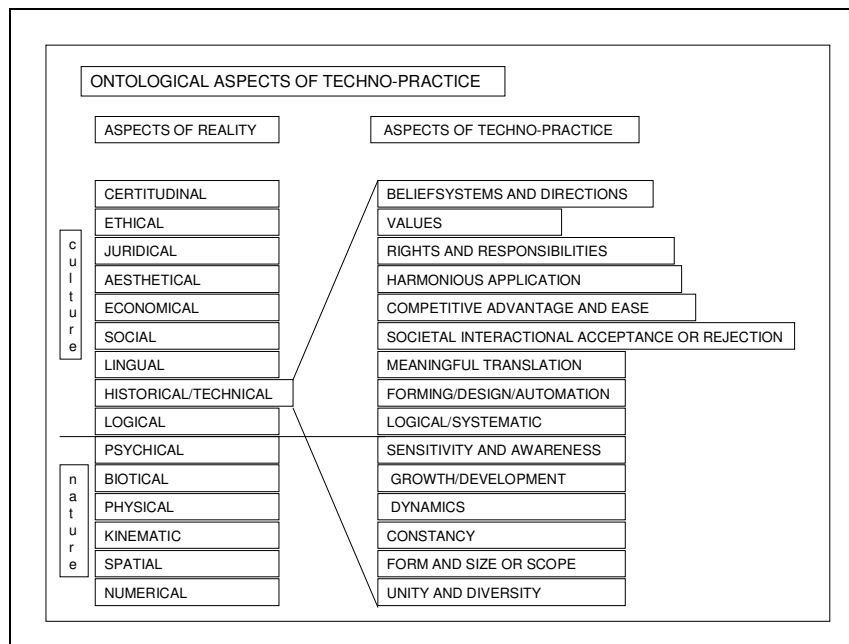 ONTOLOGICAL ASPECTS OF TECHNO-PRACTICE
ASPECTS OF REALITY
ASPECTS OF TECHNO-PRACTICE
culture
CERTITUDINAL
BELIEFSYSTEMS AND DIRECTIONS
ETHICAL
VALUES
JURIDICAL
RIGHTS AND RESPONSIBILITIES
AESTHETICAL
HARMONIOUS APPLICATION
ECONOMICAL
COMPETITIVE ADVANTAGE AND EASE
SOCIAL
SOCIETAL INTERACTIONAL ACCEPTANCE OR REJECTION
LINGUAL
MEANINGFUL TRANSLATION
HISTORICAL/TECHNICAL
FORMING/DESIGN/AUTOMATION
LOGICAL
LOGICAL/SYSTEMATIC
nature
PSYCHICAL
SENSITIVITY AND AWARENESS
BIOTICAL
GROWTH/DEVELOPMENT
PHYSICAL
DYNAMICS
KINEMATIC
CONSTANCY
SPATIAL
FORM AND SIZE OR SCOPE
NUMERICAL
UNITY AND DIVERSITY